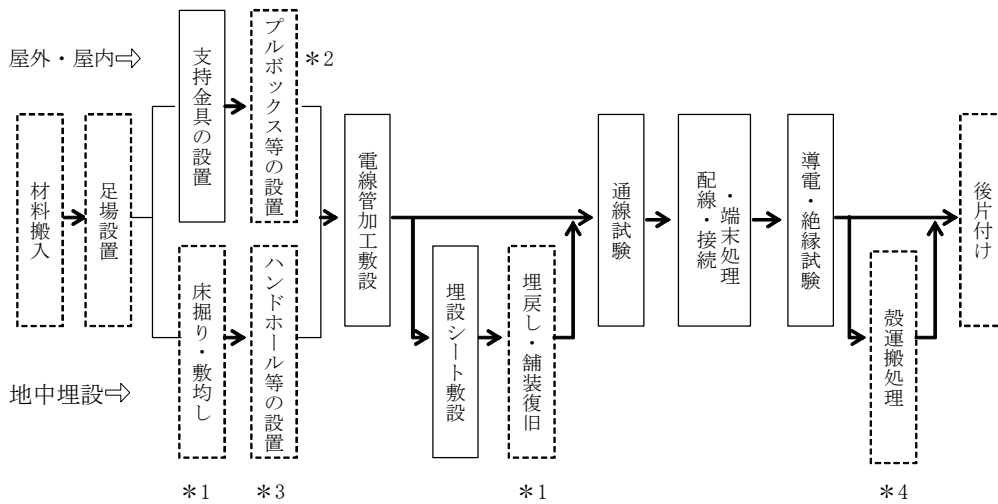 屋外・屋内⇨
地中埋設⇨
材料搬入
足場設置
支持金具の設置
プルボックス等の設置
＊2
床掘り・敷均し
＊1
ハンドホール等の設置
＊3
電線管加工敷設
埋設シート敷設
埋戻し・舗装復旧
＊1
通線試験
配線・接続
・端末処理
導電・絶縁試験
殻運搬処理
＊4
後片付け